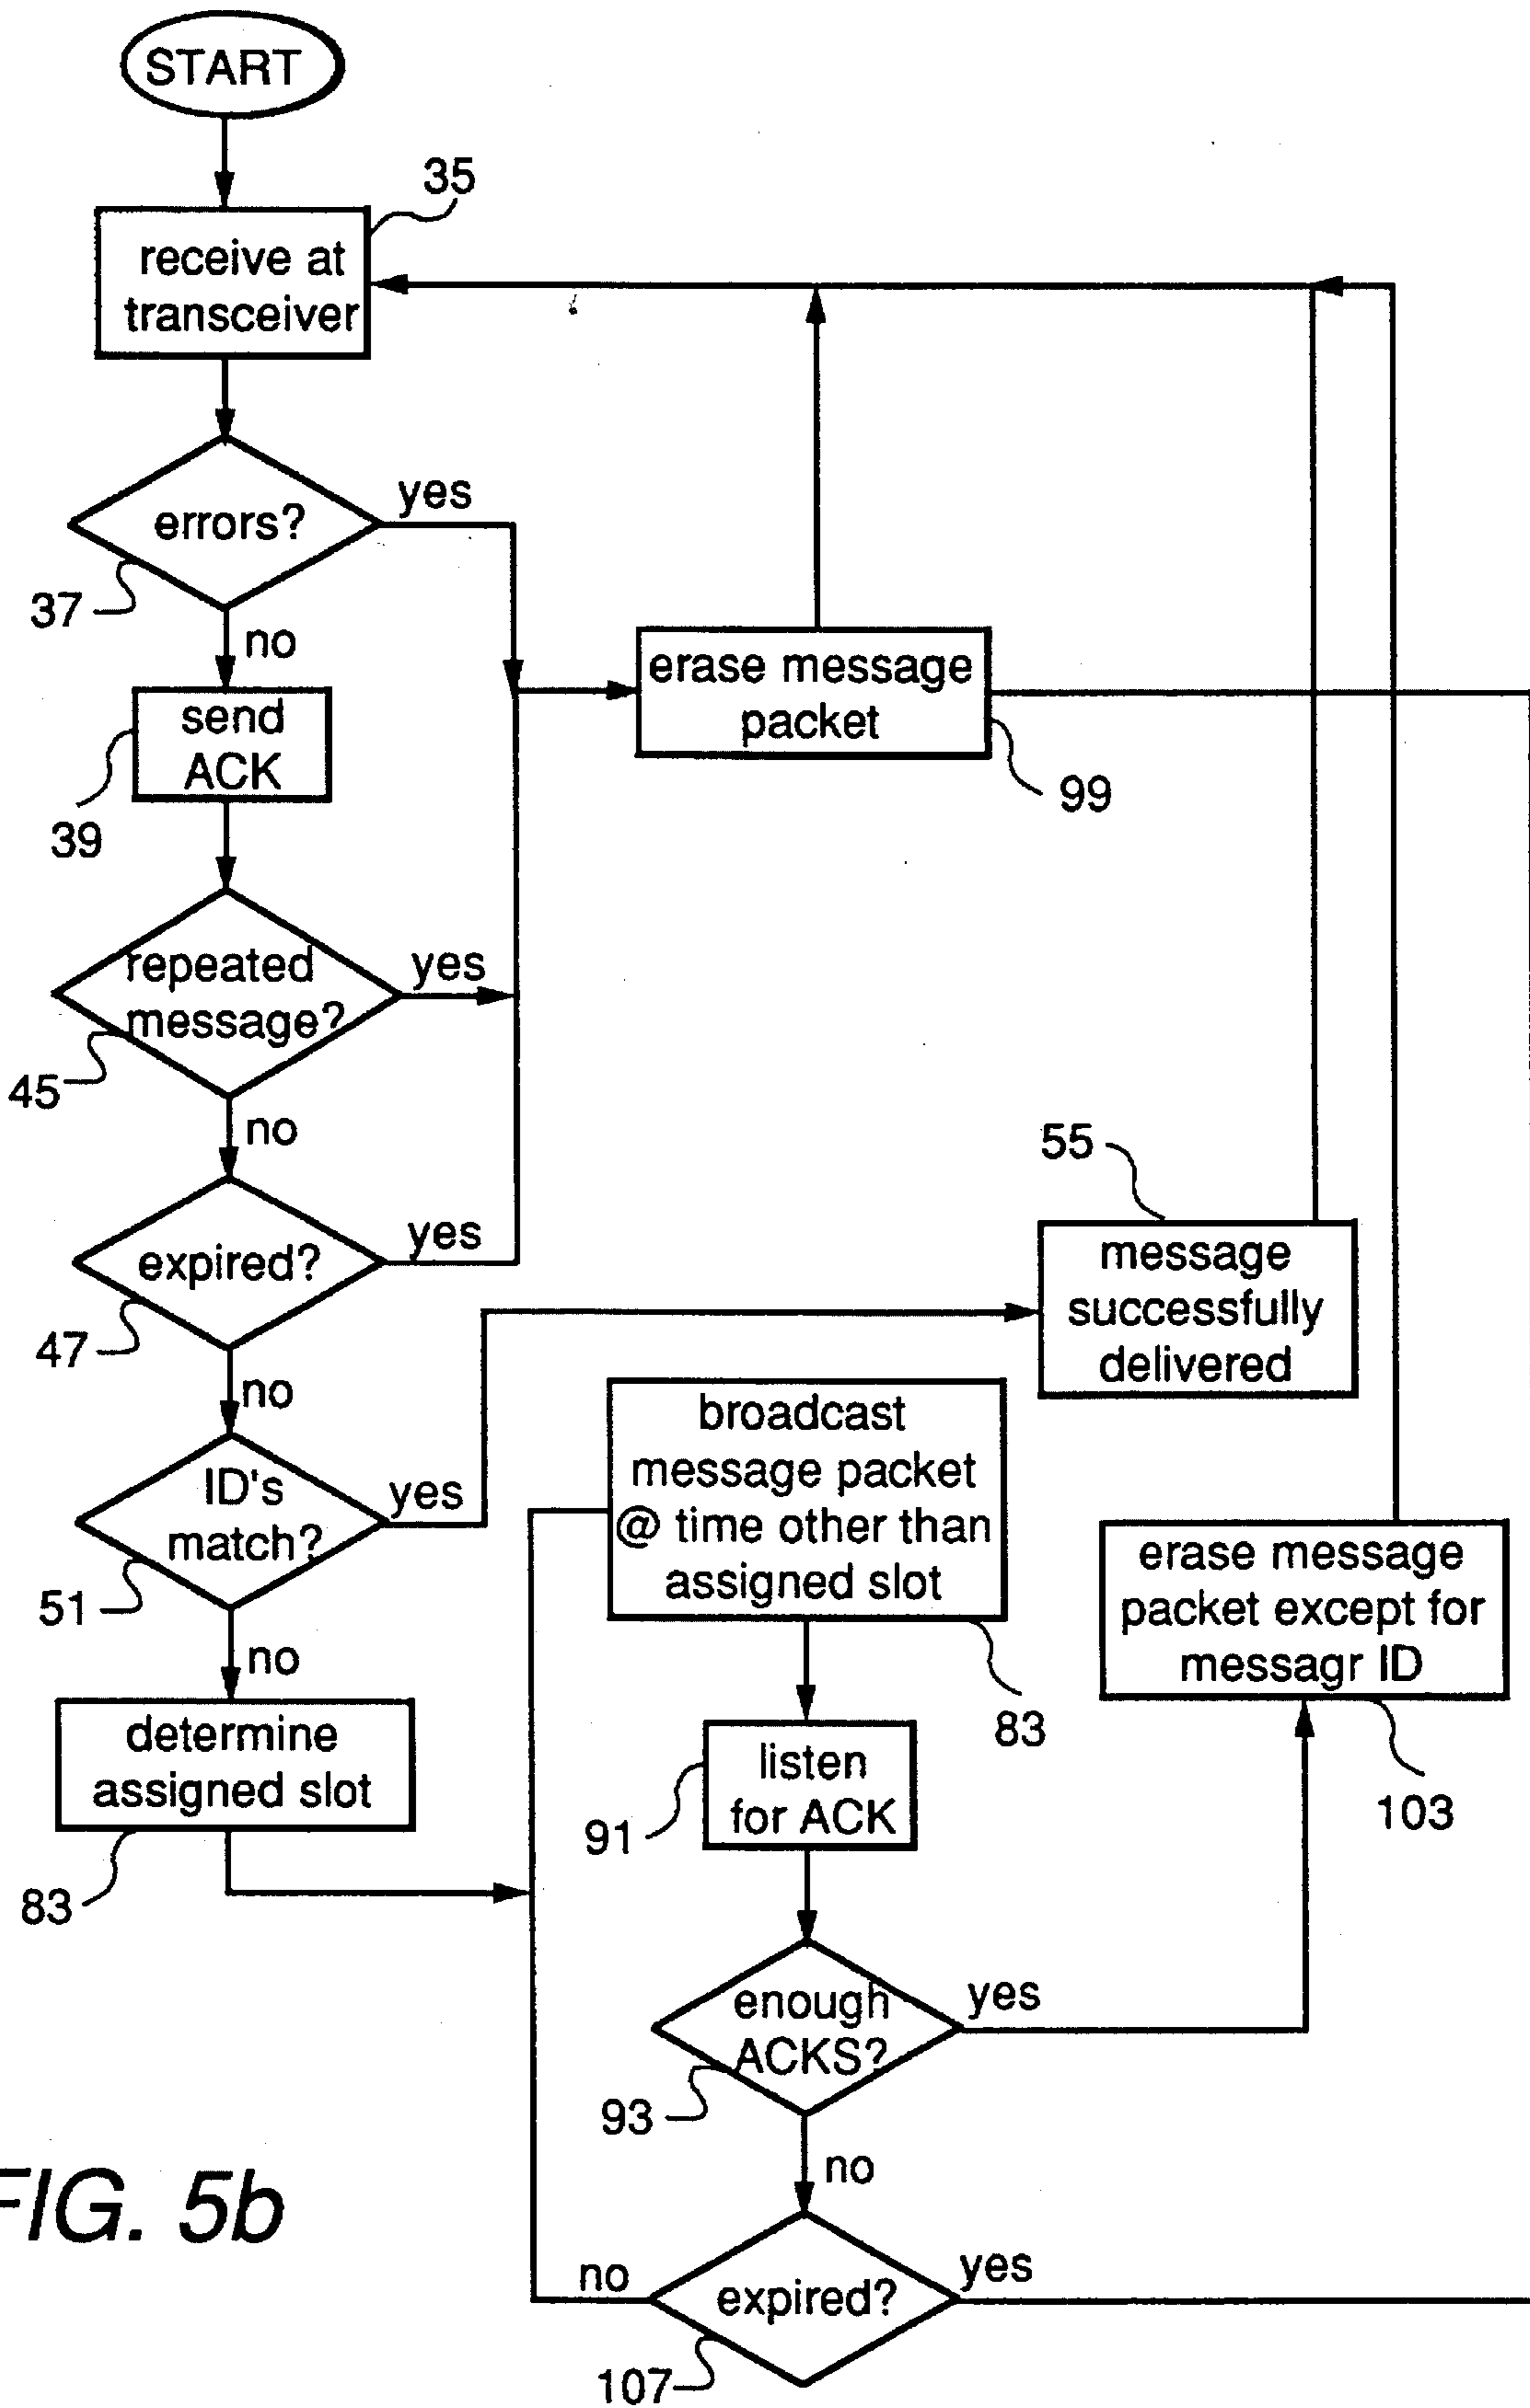 START
35
receive at
transceiver
errors?
yes
37
no
send
ACK
39
erase message
packet
99
repeated
message?
yes
45
no
expired?
yes
47
no
55
message
successfully
delivered
ID's
match?
yes
51
no
broadcast
message packet
@ time other than
assigned slot
83
erase message
packet except for
messagr ID
103
determine
assigned slot
83
listen
for ACK
91
enough
ACKS?
yes
93
no
expired?
no
yes
107
FIG. 5b